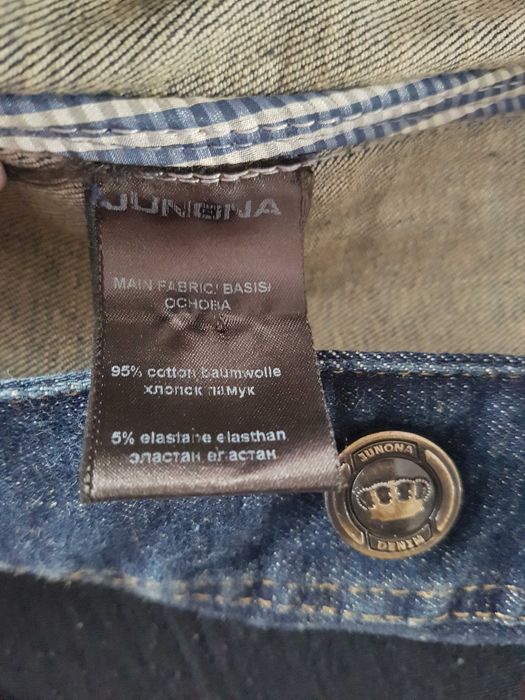 JUNONA
MAIN FABRIC/ BASIS/
ОСНОВА
95% cotton baumwolle
хлопок памук
5% elastane elasthan
эластан еластан
JUNONA
DENIM